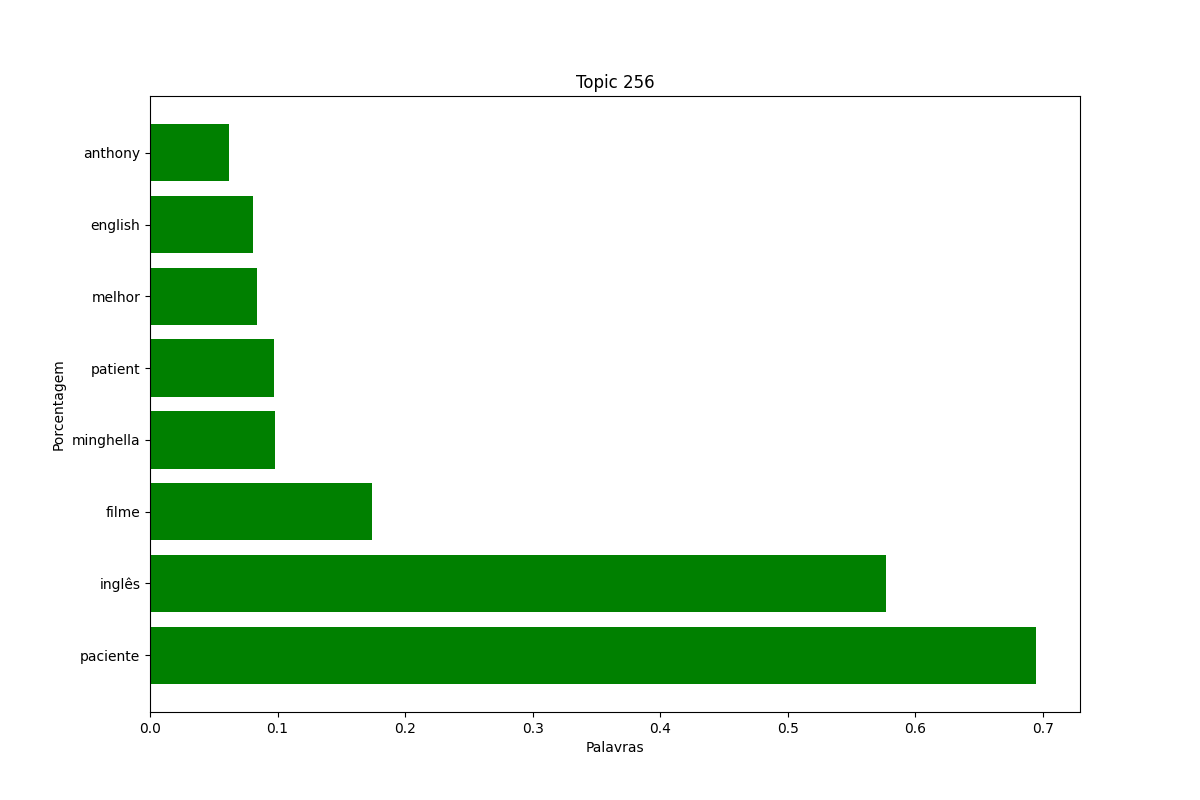 Topic 256
anthony
english
melhor
patient
minghella
filme
inglês
paciente
Porcentagem
0.0 0.1 0.2 0.3 0.4 0.5 0.6 0.7
Palavras